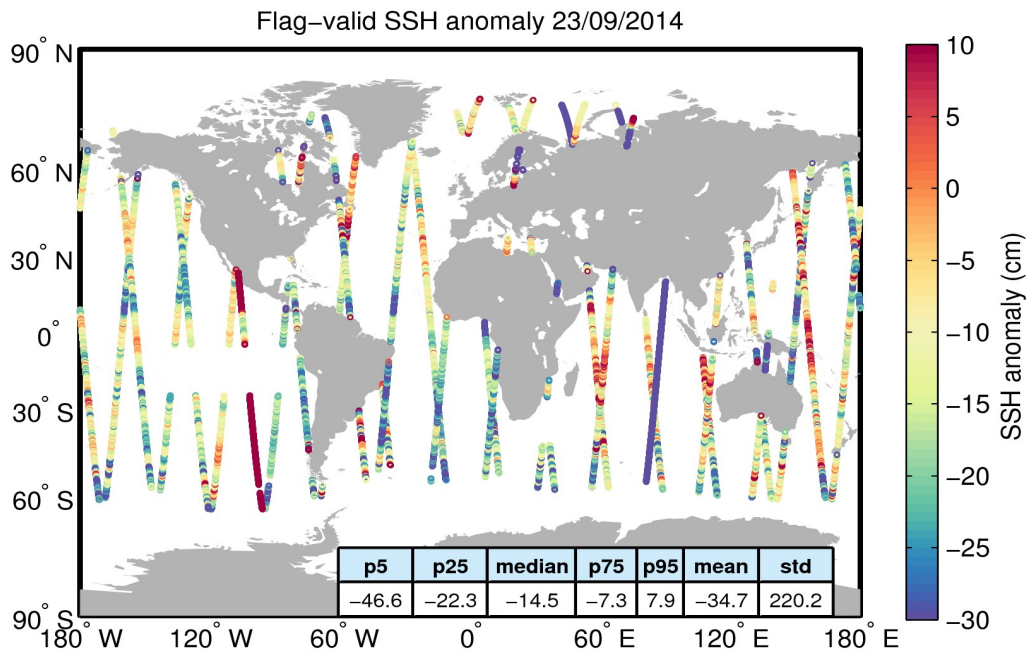 Flag−valid SSH anomaly 23/09/2014
90° N
60° N
30° N
0°
30° S
60° S
90° S
180° W
120° W
60° W
0°
60° E
120° E
180° E
p5 p25 median p75 p95 mean std
−46.6 −22.3 −14.5 −7.3 7.9 −34.7 220.2
10
5
0
−5
−10
−15
−20
−25
−30
SSH anomaly (cm)